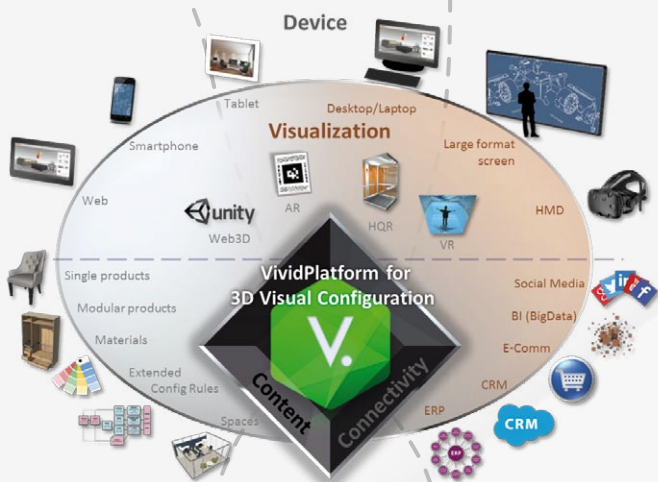 Device
Tablet
Desktop/Laptop
Smartphone
Visualization
Large format
screen
Web
unity
AR
HQR
VR
HMD
Web3D
Single products
VividPlatform for
3D Visual Configuration
Social Media
Modular products
BI (BigData)
Materials
V.
E-Comm
Extended
Config Rules
Content
Connectivity
CRM
Spaces
ERP
CRM
ERP